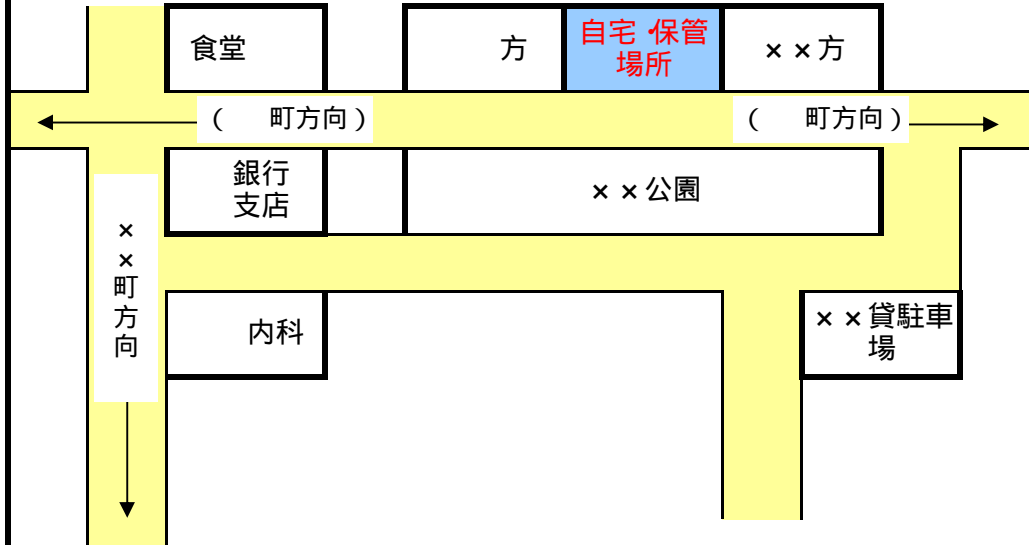 食堂
方
自宅・保管
場所
××方
(　町方向)
(　町方向)
銀行
支店
××公園
××町方向
内科
××貸駐車
場